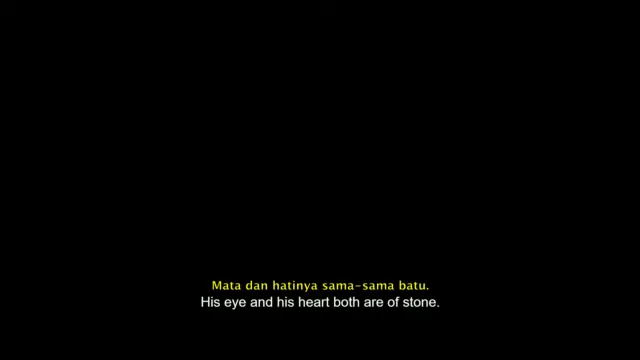 Mata dan hatinya sama-sama batu.
His eye and his heart both are of stone.